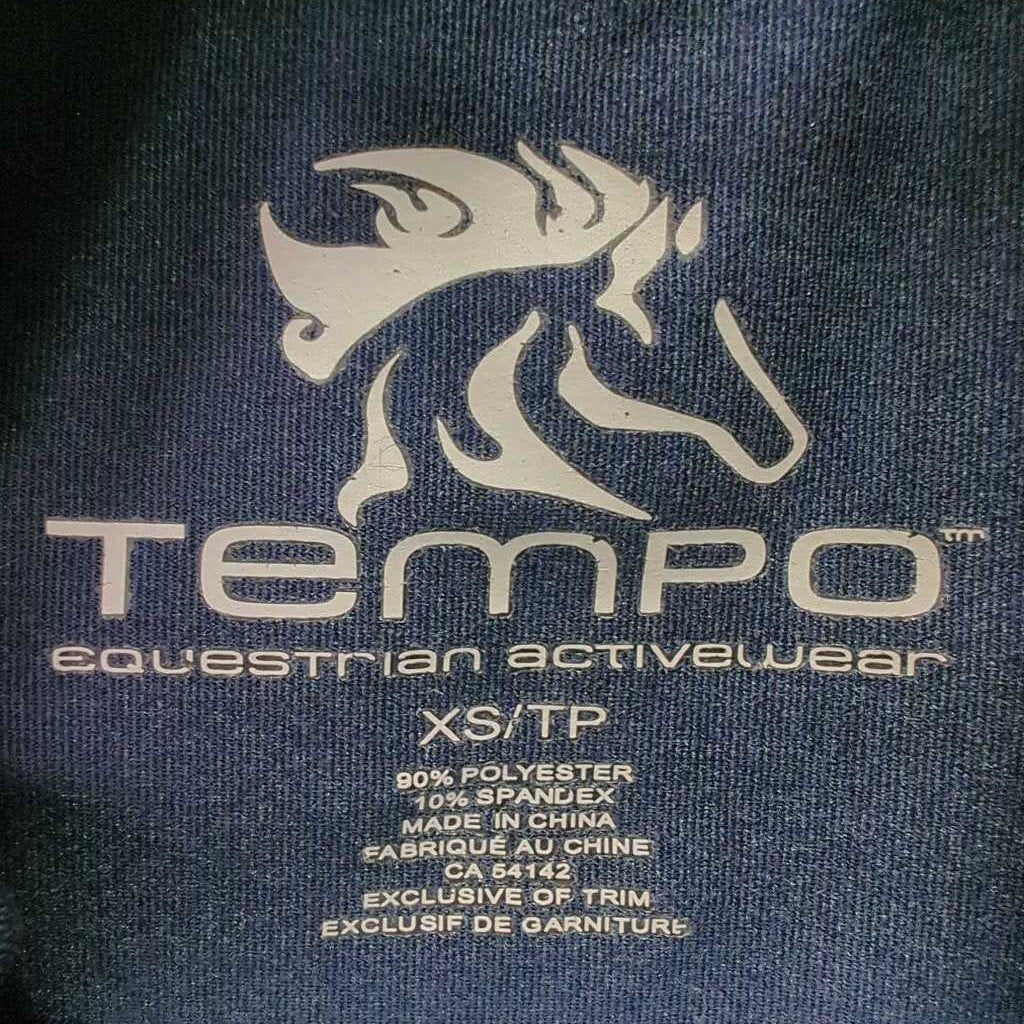 Tempo™
equestrian activewear
XS/TP
90% POLYESTER
10% SPANDEX
MADE IN CHINA
FABRIQUÉ AU CHINE
CA 54142
EXCLUSIVE OF TRIM
EXCLUSIF DE GARNITURE